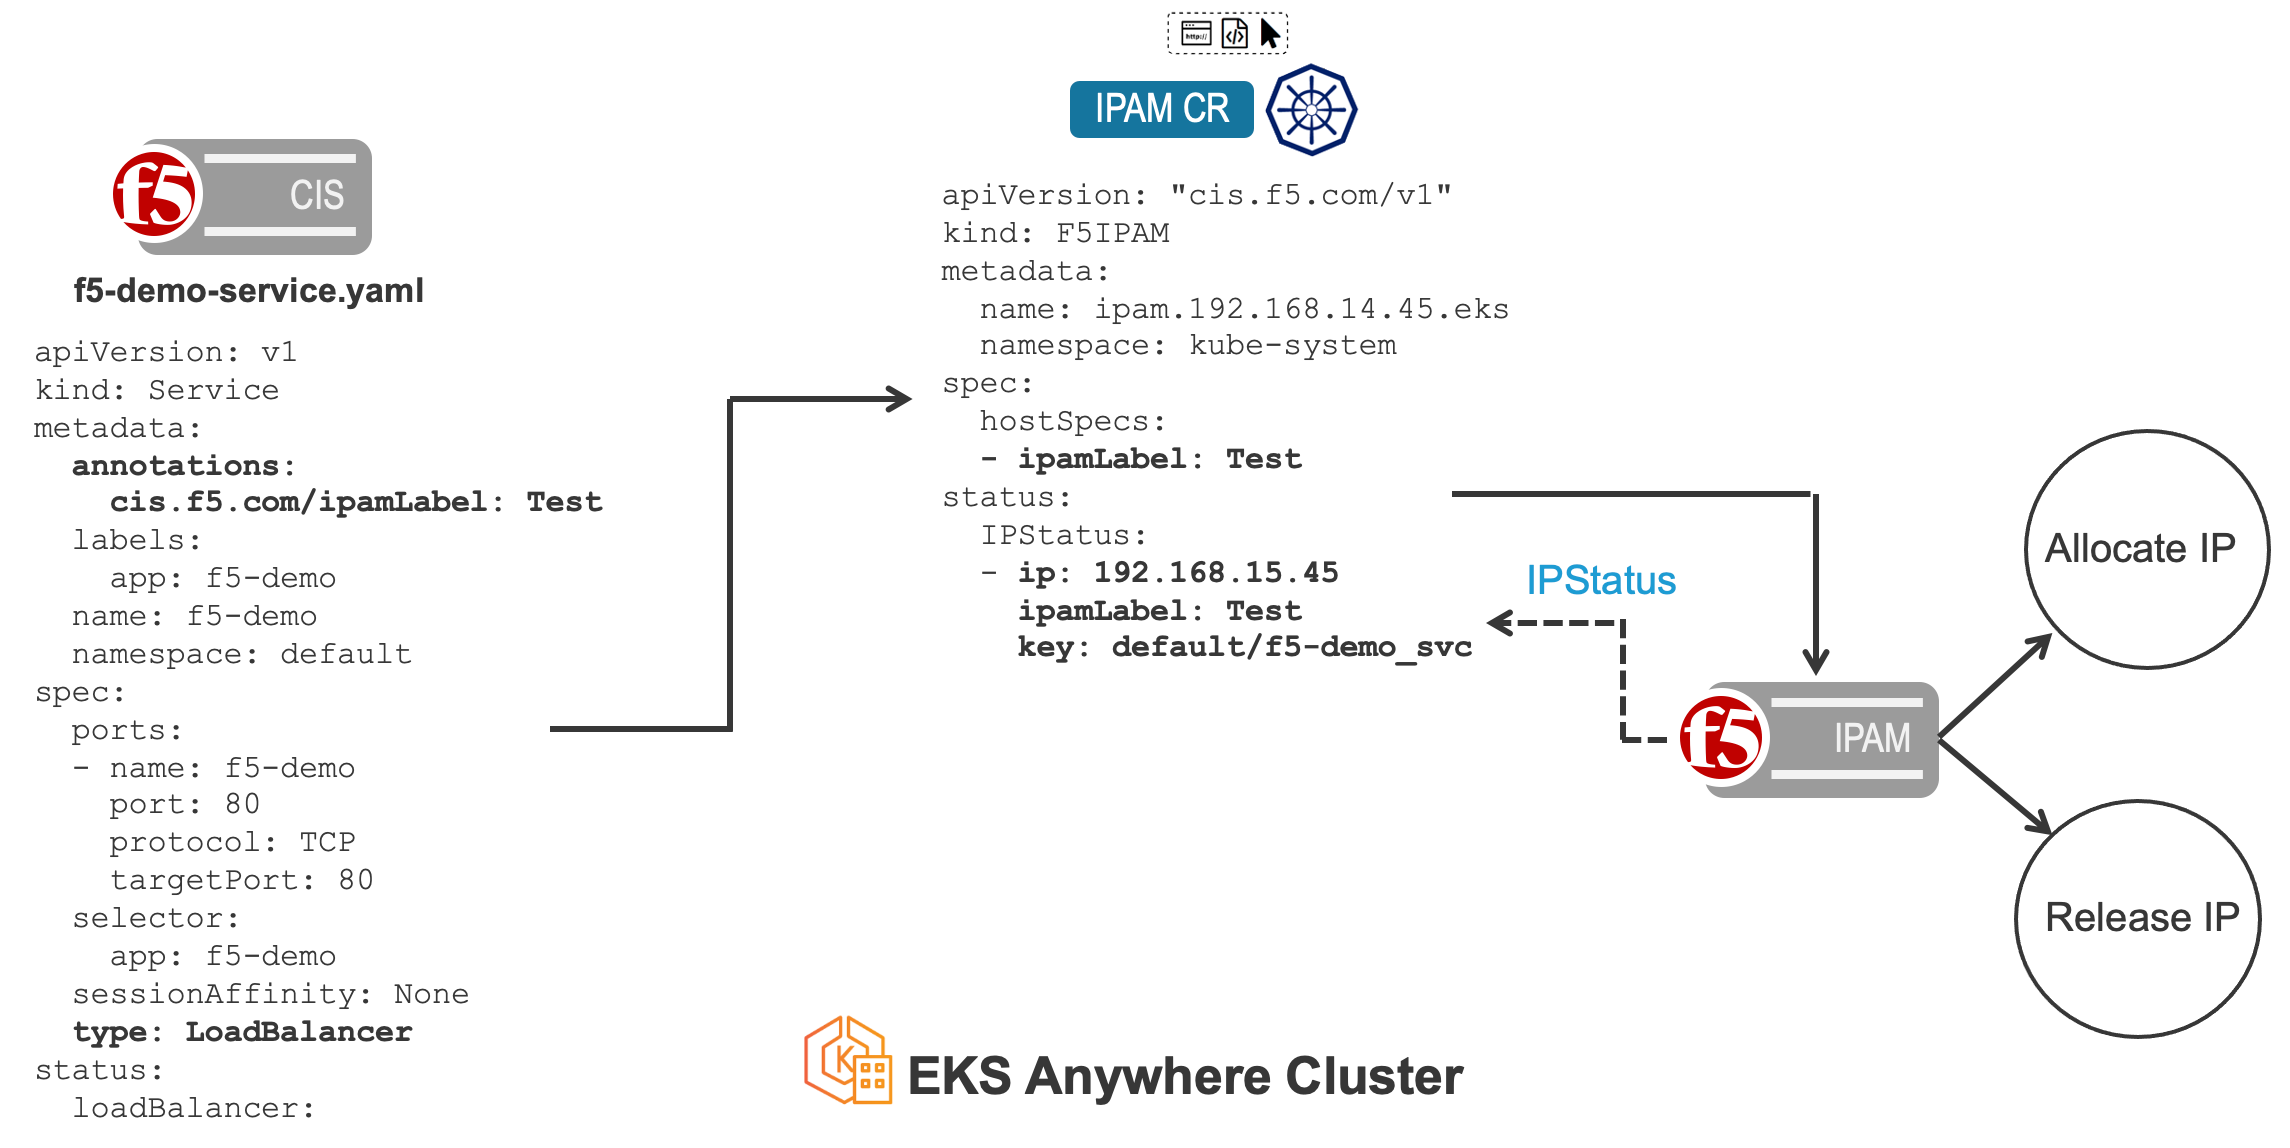 http://
</>
IPAM CR
f5 CIS
f5-demo-service.yaml
apiVersion: v1
kind: Service
metadata:
  annotations:
    cis.f5.com/ipamLabel: Test
  labels:
    app: f5-demo
  name: f5-demo
  namespace: default
spec:
  ports:
  - name: f5-demo
    port: 80
    protocol: TCP
    targetPort: 80
  selector:
    app: f5-demo
  sessionAffinity: None
  type: LoadBalancer
status:
  loadBalancer:
apiVersion: "cis.f5.com/v1"
kind: F5IPAM
metadata:
  name: ipam.192.168.14.45.eks
  namespace: kube-system
spec:
  hostSpecs:
  - ipamLabel: Test
status:
  IPStatus:
  - ip: 192.168.15.45
    ipamLabel: Test
    key: default/f5-demo_svc
IPStatus
f5 IPAM
Allocate IP
Release IP
K
EKS Anywhere Cluster